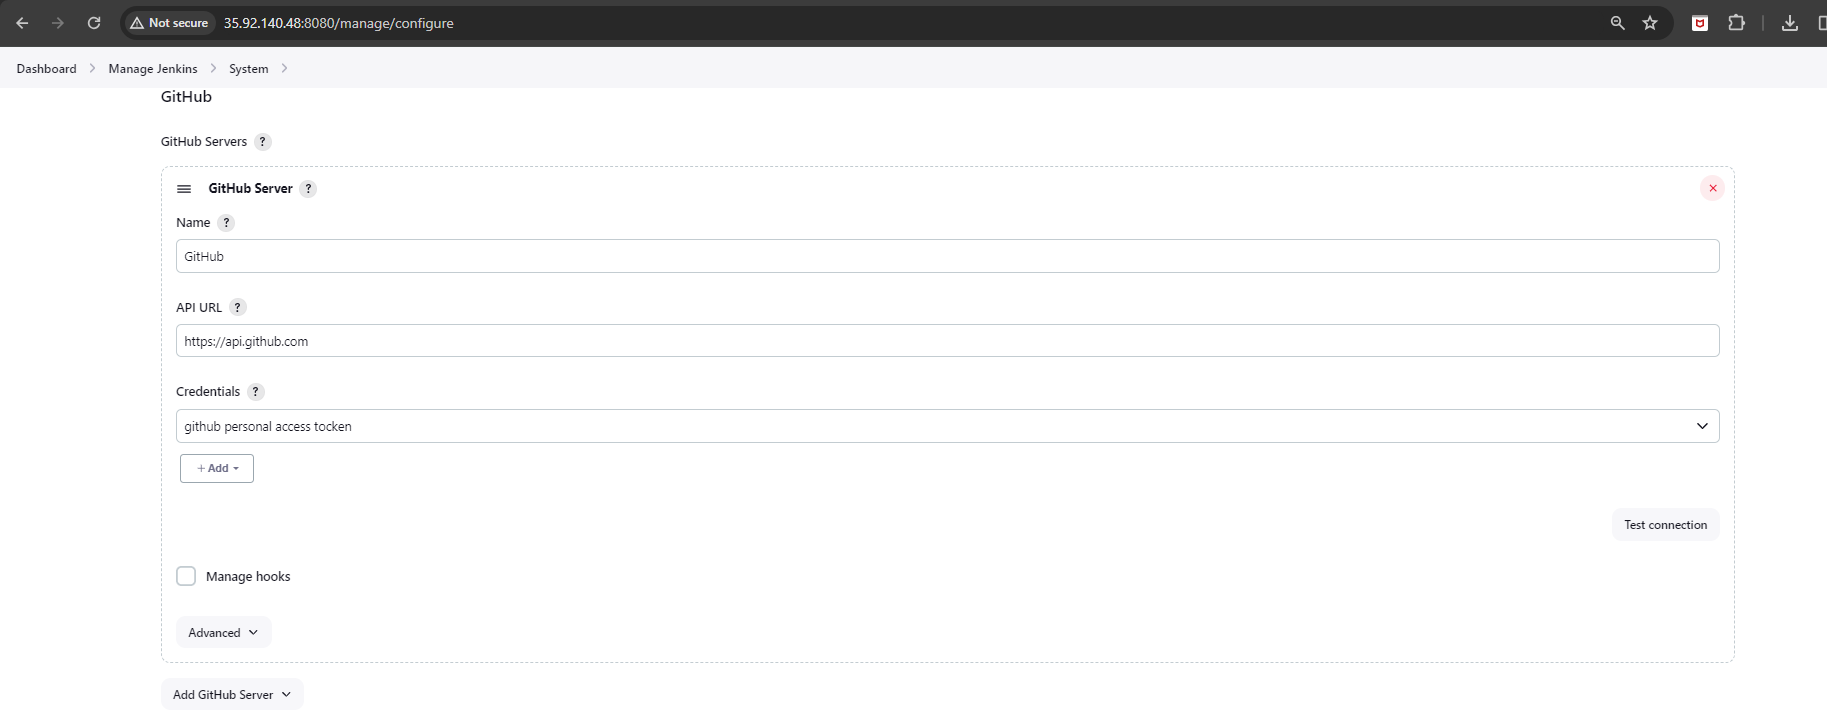 Not secure 35.92.140.48:8080/manage/configure
Dashboard > Manage Jenkins > System >
GitHub
GitHub Servers ?
GitHub Server ?
Name ?
GitHub
API URL ?
https://api.github.com
Credentials ?
github personal access tocken
+ Add
Test connection
Manage hooks
Advanced
Add GitHub Server